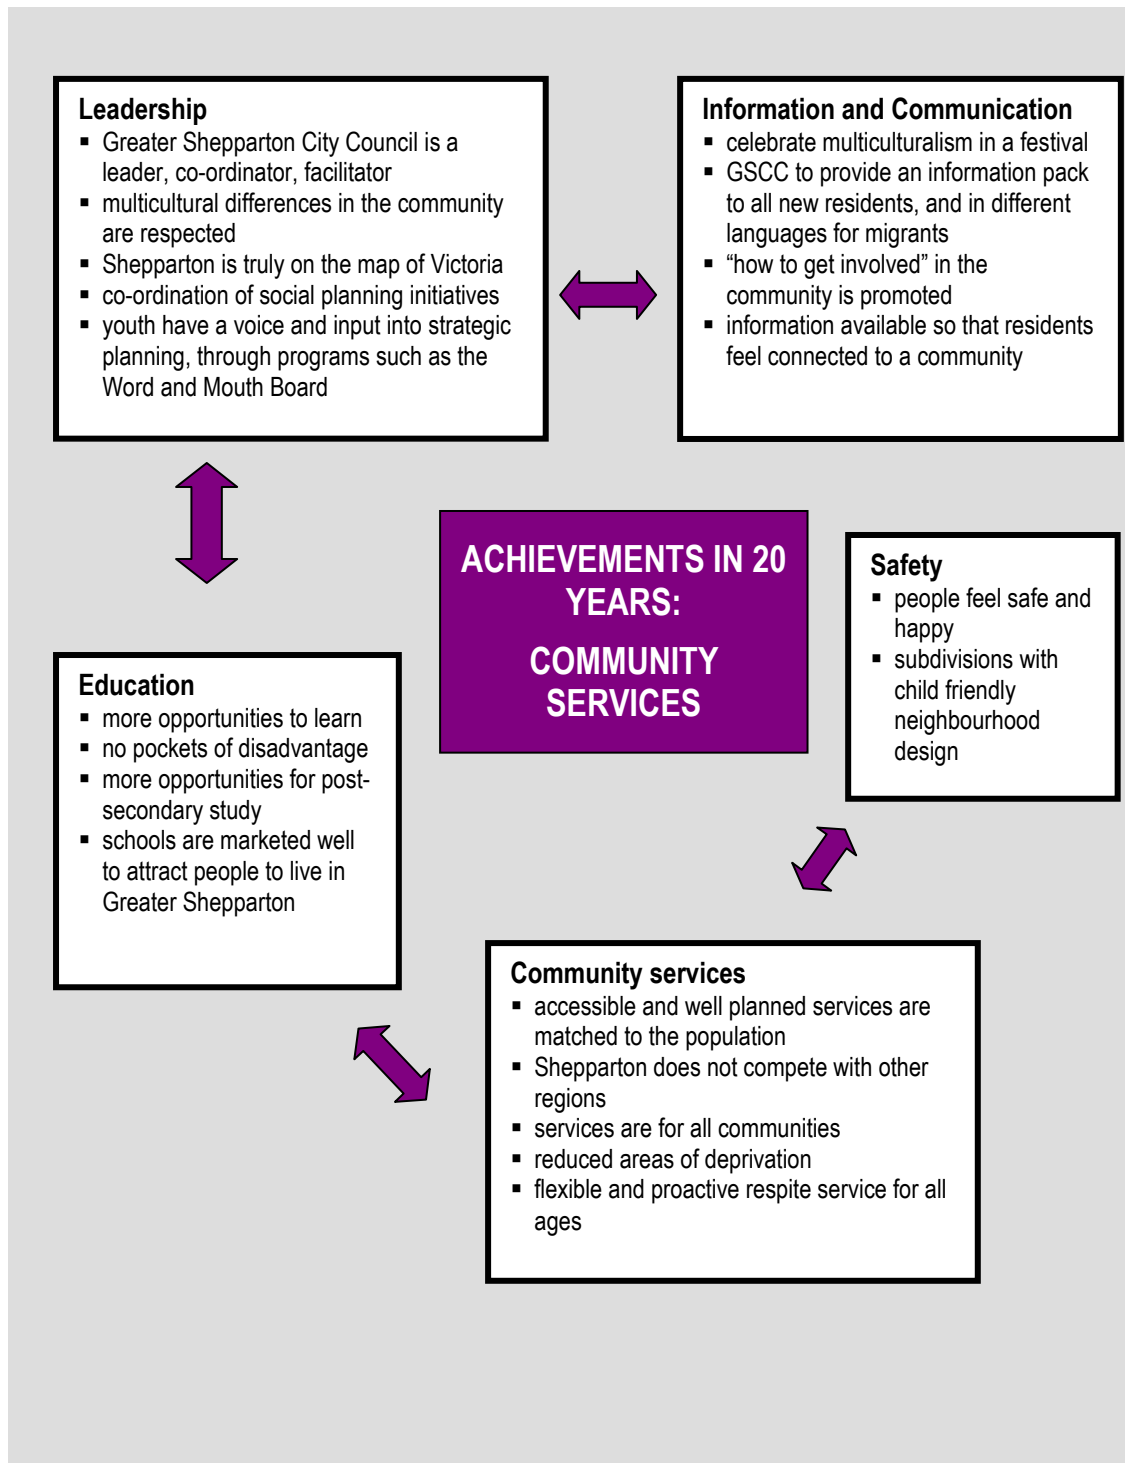 Leadership
▪ Greater Shepparton City Council is a
leader, co-ordinator, facilitator
▪ multicultural differences in the community
are respected
▪ Shepparton is truly on the map of Victoria
▪ co-ordination of social planning initiatives
▪ youth have a voice and input into strategic
planning, through programs such as the
Word and Mouth Board
Information and Communication
▪ celebrate multiculturalism in a festival
▪ GSCC to provide an information pack
to all new residents, and in different
languages for migrants
▪ “how to get involved” in the
community is promoted
▪ information available so that residents
feel connected to a community
ACHIEVEMENTS IN 20
YEARS:
COMMUNITY
SERVICES
Safety
▪ people feel safe and
happy
▪ subdivisions with
child friendly
neighbourhood
design
Education
▪ more opportunities to learn
▪ no pockets of disadvantage
▪ more opportunities for post-
secondary study
▪ schools are marketed well
to attract people to live in
Greater Shepparton
Community services
▪ accessible and well planned services are
matched to the population
▪ Shepparton does not compete with other
regions
▪ services are for all communities
▪ reduced areas of deprivation
▪ flexible and proactive respite service for all
ages